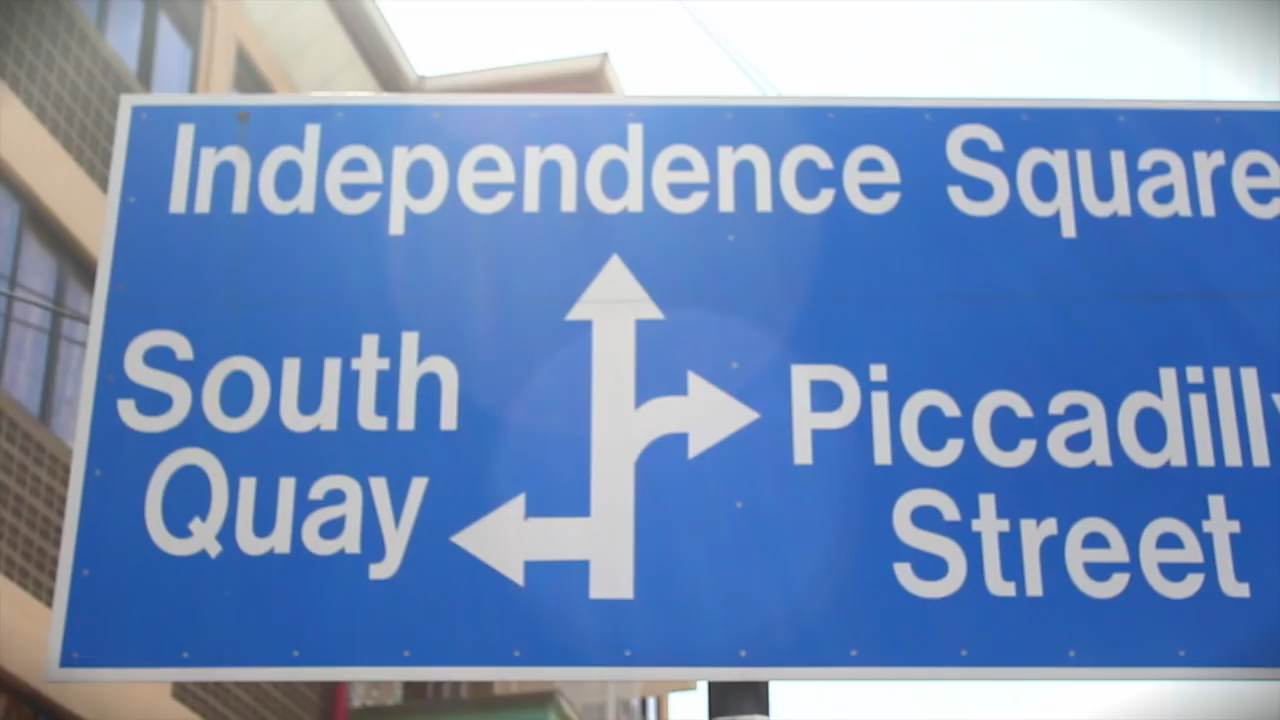 Independence Square
South
Quay
Piccadilly
Street